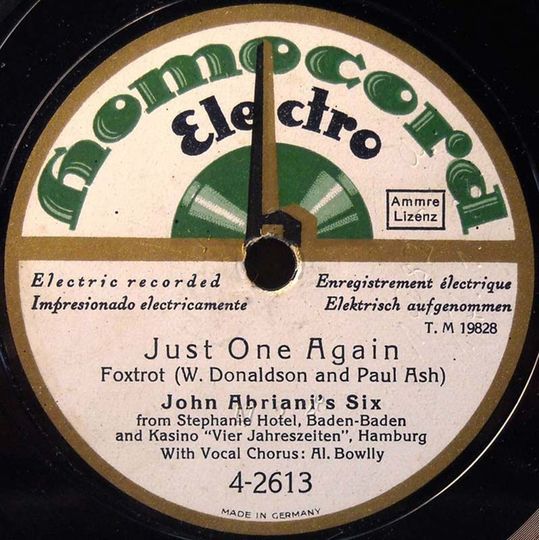 Homocord
Electro
Ammre
Lizenz
Electric recorded
Enregistrement électrique
Impresionado electricamente
Elektrisch aufgenommen
T. M 19828
Just One Again
Foxtrot (W. Donaldson and Paul Ash)
John Abriani's Six
from Stephanie Hotel, Baden-Baden
and Kasino "Vier Jahreszeiten", Hamburg
With Vocal Chorus: Al. Bowlly
4-2613
MADE IN GERMANY